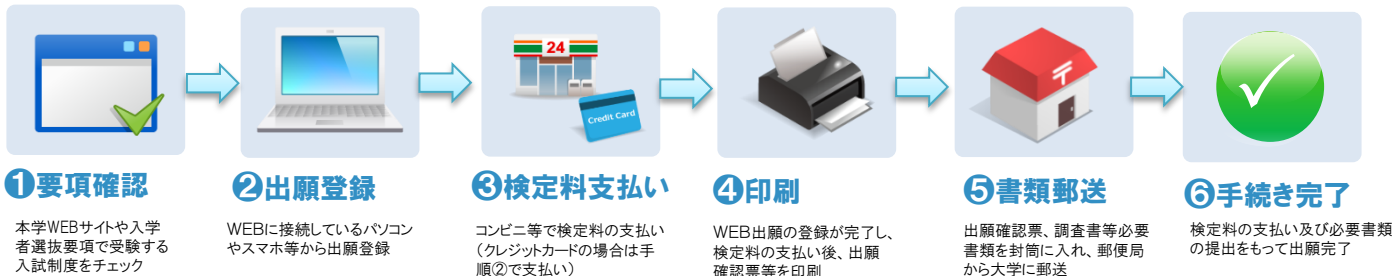 24
Credit Card
〒
❶要項確認
本学WEBサイトや入学
者選抜要項で受験する
入試制度をチェック
❷出願登録
WEBに接続しているパソコン
やスマホ等から出願登録
❸検定料支払い
コンビニ等で検定料の支払い
(クレジットカードの場合は手
順②で支払い)
❹印刷
WEB出願の登録が完了し、
検定料の支払い後、出願
確認票等を印刷
❺書類郵送
出願確認票、調査書等必要
書類を封筒に入れ、郵便局
から大学に郵送
❻手続き完了
検定料の支払い及び必要書類
の提出をもって出願完了